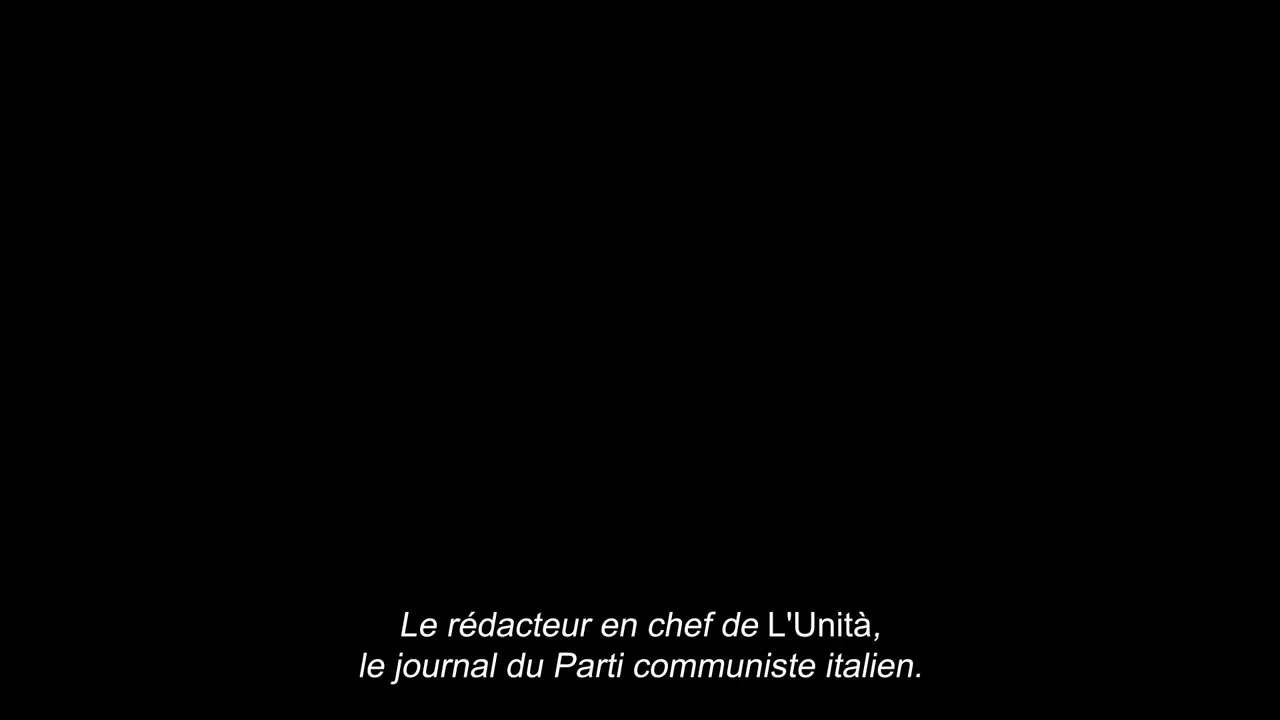 Le rédacteur en chef de L'Unità,
le journal du Parti communiste italien.